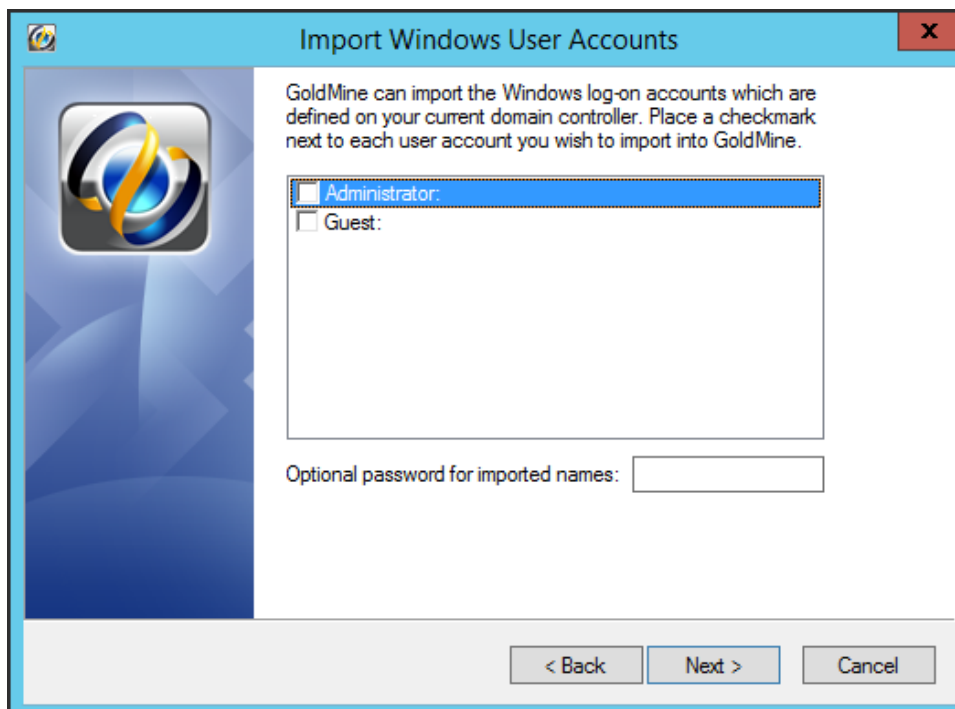 Import Windows User Accounts
x
GoldMine can import the Windows log-on accounts which are
defined on your current domain controller. Place a checkmark
next to each user account you wish to import into GoldMine.
Administrator:
Guest:
Optional password for imported names:
< Back
Next >
Cancel